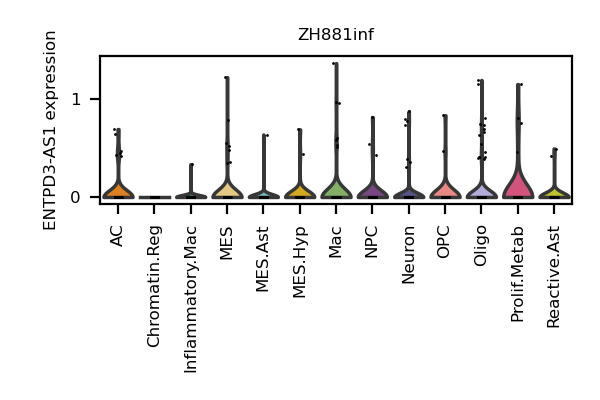 ZH881inf
ENTPD3-AS1 expression
1
0
AC
Chromatin.Reg
Inflammatory.Mac
MES
MES.Ast
MES.Hyp
Mac
NPC
Neuron
OPC
Oligo
Prolif.Metab
Reactive.Ast